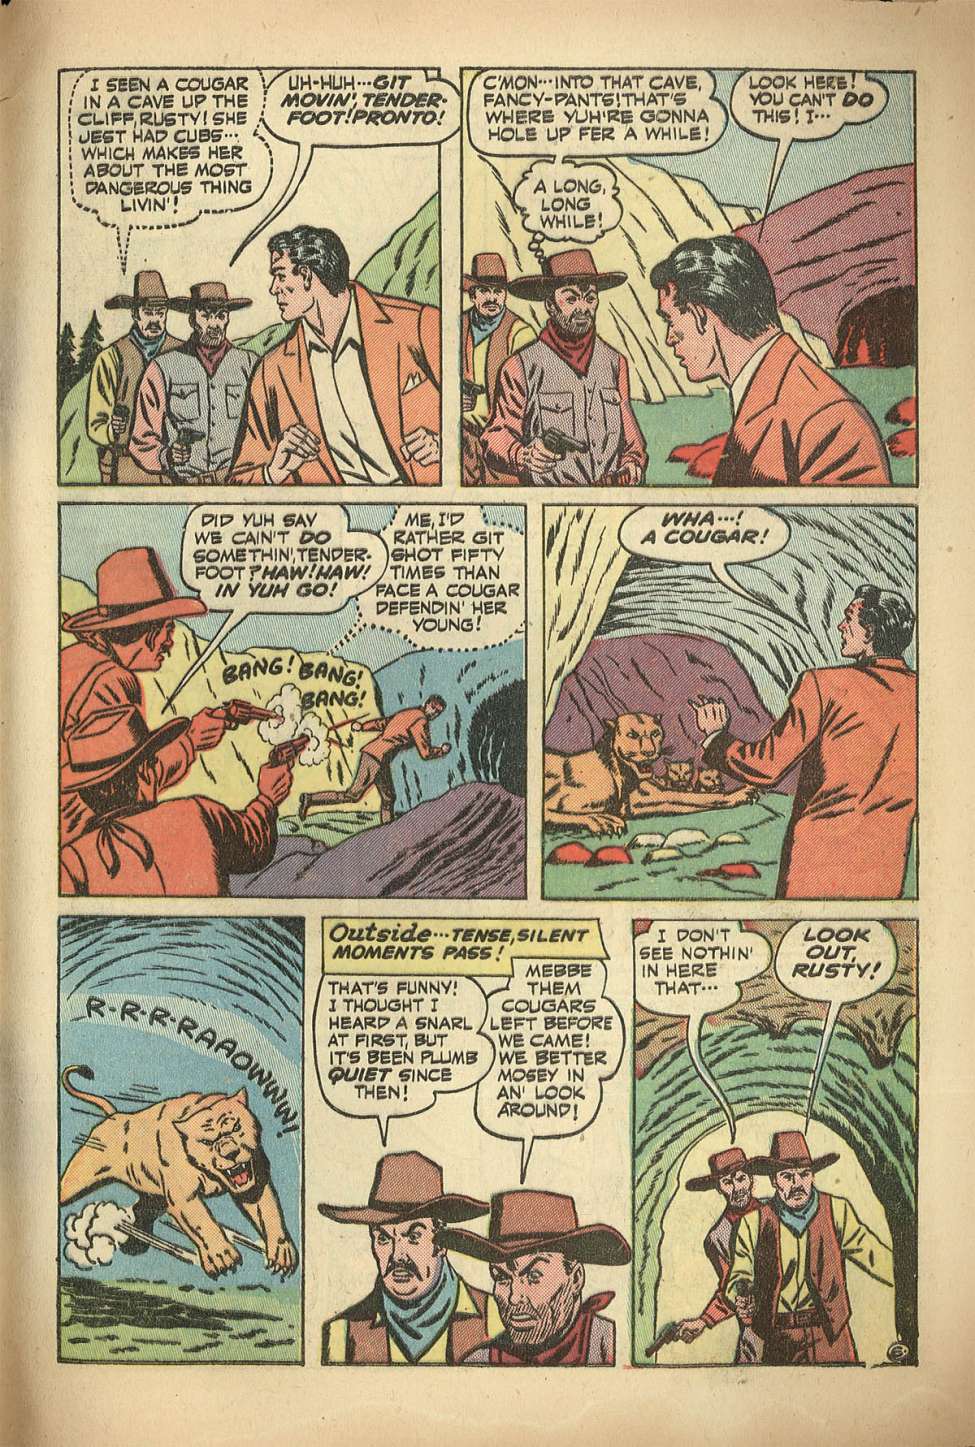 I SEEN A COUGAR
IN A CAVE UP THE
CLIFF, RUSTY! SHE
JEST HAD CUBS...
WHICH MAKES HER
ABOUT THE MOST
DANGEROUS THING
LIVIN'!
UH-HUH...GIT
MOVIN', TENDER-
FOOT! PRONTO!
C'MON...INTO THAT CAVE,
FANCY-PANTS! THAT'S
WHERE YUH'RE GONNA
HOLE UP FER A WHILE!
A LONG,
LONG
WHILE!
LOOK HERE!
YOU CAN'T DO
THIS! I...
DID YUH SAY
WE CAIN'T DO
SOMETHIN', TENDER-
FOOT? HAW! HAW!
IN YUH GO!
ME, I'D
RATHER GIT
SHOT FIFTY
TIMES THAN
FACE A COUGAR
DEFENDIN' HER
YOUNG!
BANG! BANG!
BANG!
WHA...!
A COUGAR!
R-R-R-RAAOWWW!
Outside...TENSE, SILENT
MOMENTS PASS!
THAT'S FUNNY!
I THOUGHT I
HEARD A SNARL
AT FIRST, BUT
IT'S BEEN PLUMB
QUIET SINCE
THEN!
MEBBE
THEM
COUGARS
LEFT BEFORE
WE CAME!
WE BETTER
MOSEY IN
AN' LOOK
AROUND!
I DON'T
SEE NOTHIN'
IN HERE
THAT...
LOOK
OUT,
RUSTY!